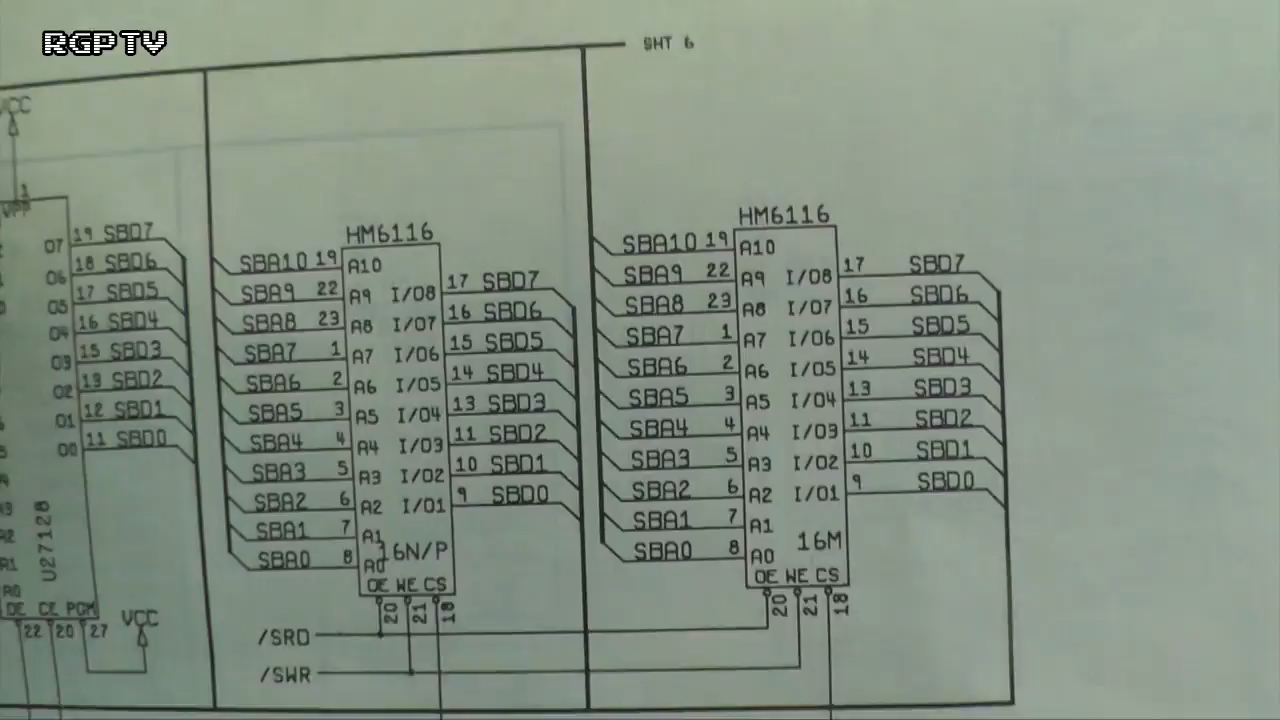 RGPTV
SHT 6
VCC
1
VPP
O7 19 SBD7
O6 18 SBD6
O5 17 SBD5
O4 16 SBD4
O3 15 SBD3
O2 13 SBD2
O1 12 SBD1
O0 11 SBD0
U27128
OE CE PGM
22 20 27
VCC
HM6116
SBA10 19 A10
SBA9 22 A9 I/O8 17 SBD7
SBA8 23 A8 I/O7 16 SBD6
SBA7 1 A7 I/O6 15 SBD5
SBA6 2 A6 I/O5 14 SBD4
SBA5 3 A5 I/O4 13 SBD3
SBA4 4 A4 I/O3 11 SBD2
SBA3 5 A3 I/O2 10 SBD1
SBA2 6 A2 I/O1 9 SBD0
SBA1 7 A1
SBA0 8 A0 16N/P
OE WE CS
20 21 18
/SRD
/SWR
HM6116
SBA10 19 A10
SBA9 22 A9 I/O8 17 SBD7
SBA8 23 A8 I/O7 16 SBD6
SBA7 1 A7 I/O6 15 SBD5
SBA6 2 A6 I/O5 14 SBD4
SBA5 3 A5 I/O4 13 SBD3
SBA4 4 A4 I/O3 11 SBD2
SBA3 5 A3 I/O2 10 SBD1
SBA2 6 A2 I/O1 9 SBD0
SBA1 7 A1
SBA0 8 A0 16M
OE WE CS
20 21 18